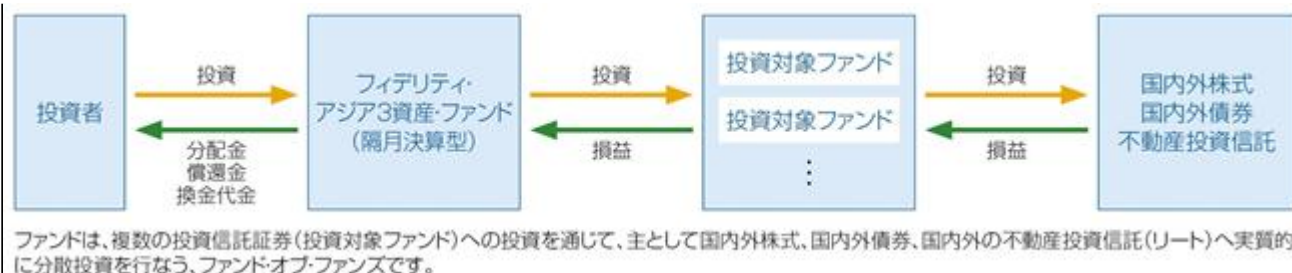 投資者
投資
分配金
償還金
換金代金
フィデリティ・
アジア3資産・ファンド
(隔月決算型)
投資
損益
投資対象ファンド
投資対象ファンド
⋮
投資
損益
国内外株式
国内外債券
不動産投資信託
ファンドは、複数の投資信託証券(投資対象ファンド)への投資を通じて、主として国内外株式、国内外債券、国内外の不動産投資信託(リート)へ実質的
に分散投資を行なう、ファンド・オブ・ファンズです。